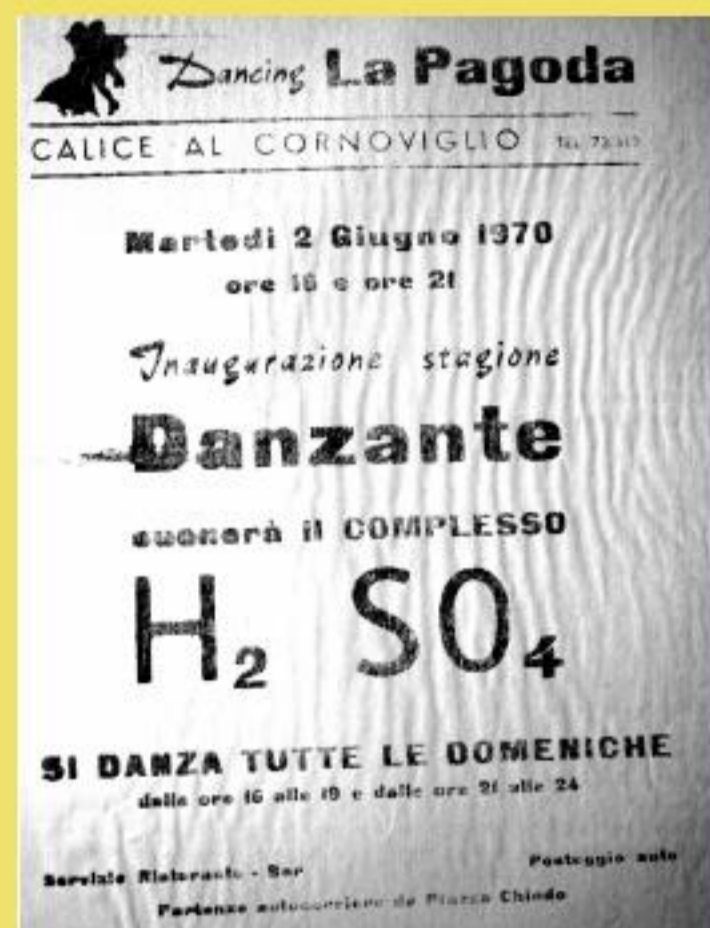 Dancing La Pagoda
CALICE AL CORNOVIGLIO TEL.
Martedi 2 Giugno 1970
ore 16 e ore 21
Inaugurazione stagione
Danzante
suonerà il COMPLESSO
H₂ SO₄
SI DANZA TUTTE LE DOMENICHE
dalle ore 16 alle 19 e dalle ore 21 alle 24
Servizio Ristorante - Bar
Posteggio auto
Partenze autocorriere da Piazza Chiodo